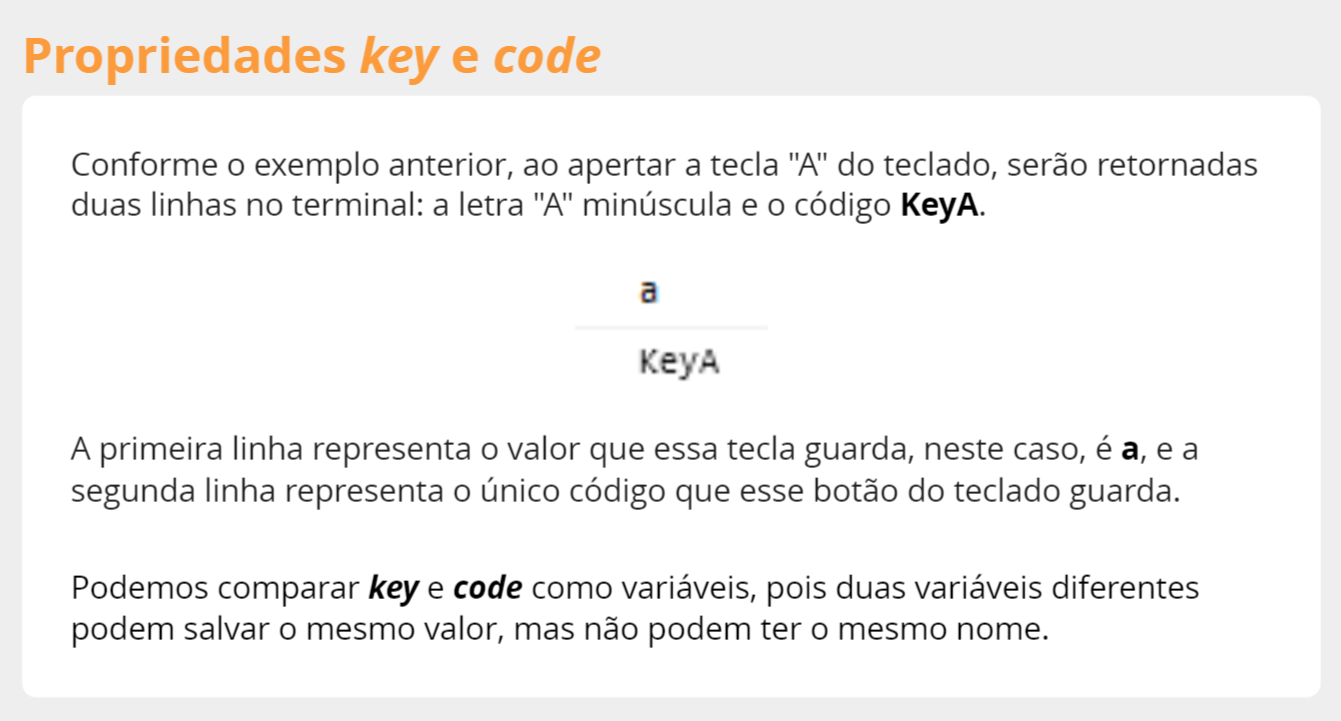 Propriedades key e code
Conforme o exemplo anterior, ao apertar a tecla "A" do teclado, serão retornadas
duas linhas no terminal: a letra "A" minúscula e o código KeyA.
a
KeyA
A primeira linha representa o valor que essa tecla guarda, neste caso, é a, e a
segunda linha representa o único código que esse botão do teclado guarda.
Podemos comparar key e code como variáveis, pois duas variáveis diferentes
podem salvar o mesmo valor, mas não podem ter o mesmo nome.